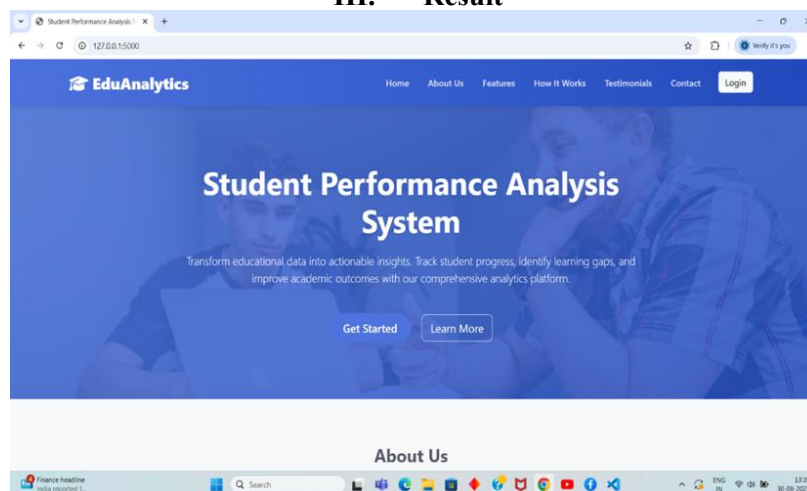 III. Result
Student Performance Analysis S
127.0.0.1:5000
Verify it's you
EduAnalytics
Home About Us Features How It Works Testimonials Contact Login
Student Performance Analysis
System
Transform educational data into actionable insights. Track student progress, identify learning gaps, and
improve academic outcomes with our comprehensive analytics platform.
Get Started Learn More
About Us
Finance headline
India reported 1...
Search
ENG
IN